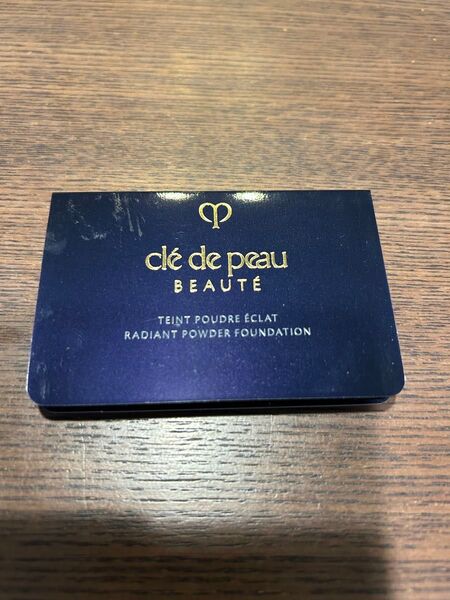 clé de peau
BEAUTÉ
TEINT POUDRE ÉCLAT
RADIANT POWDER FOUNDATION